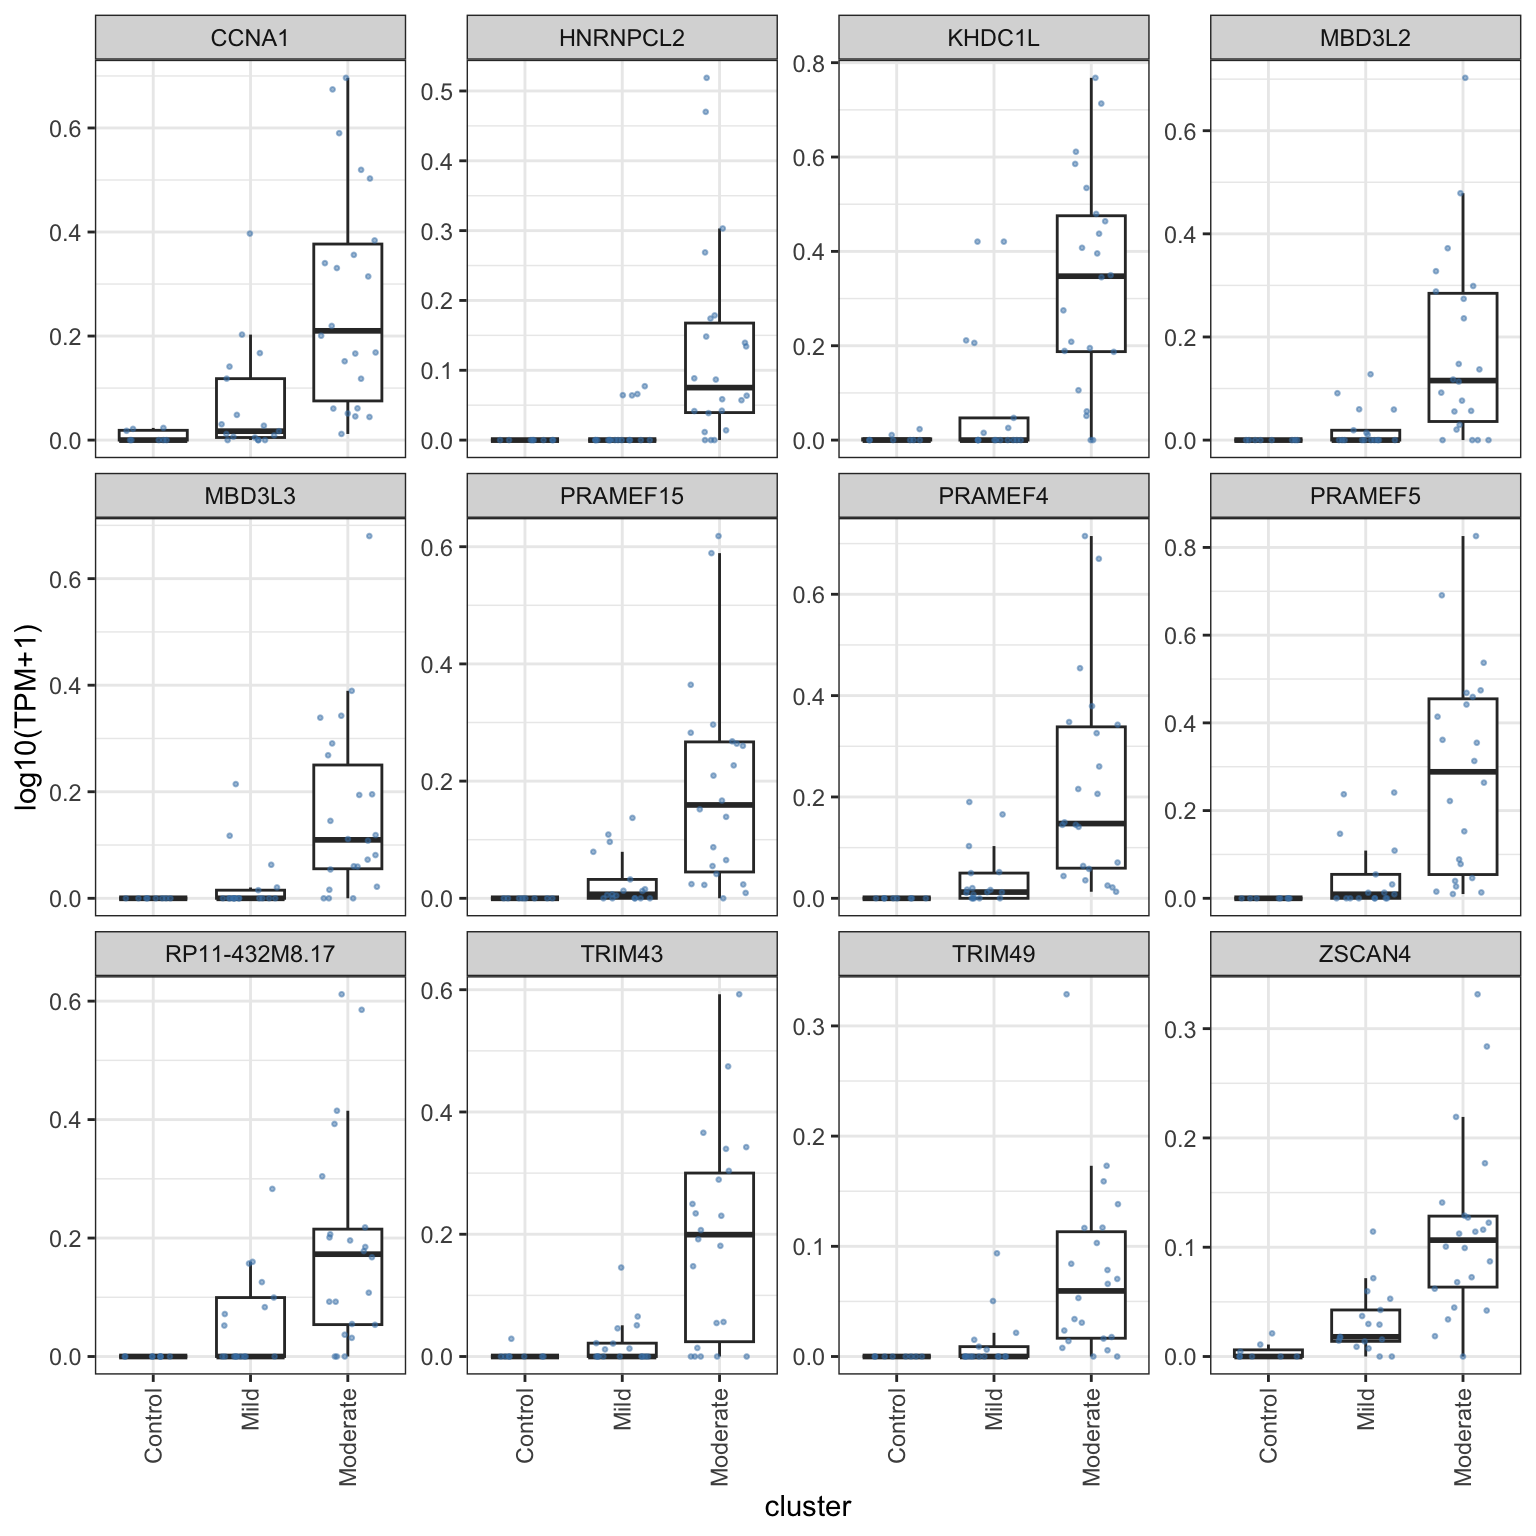 CCNA1 HNRNPCL2 KHDC1L MBD3L2
0.6 0.4 0.2 0.0
0.5 0.4 0.3 0.2 0.1 0.0
0.8 0.6 0.4 0.2 0.0
0.6 0.4 0.2 0.0
MBD3L3 PRAMEF15 PRAMEF4 PRAMEF5
0.6 0.4 0.2 0.0
0.6 0.4 0.2 0.0
0.6 0.4 0.2 0.0
0.8 0.6 0.4 0.2 0.0
log10(TPM+1)
RP11-432M8.17 TRIM43 TRIM49 ZSCAN4
0.6 0.4 0.2 0.0
0.6 0.4 0.2 0.0
0.3 0.2 0.1 0.0
0.3 0.2 0.1 0.0
Control Mild Moderate Control Mild Moderate Control Mild Moderate Control Mild Moderate
cluster